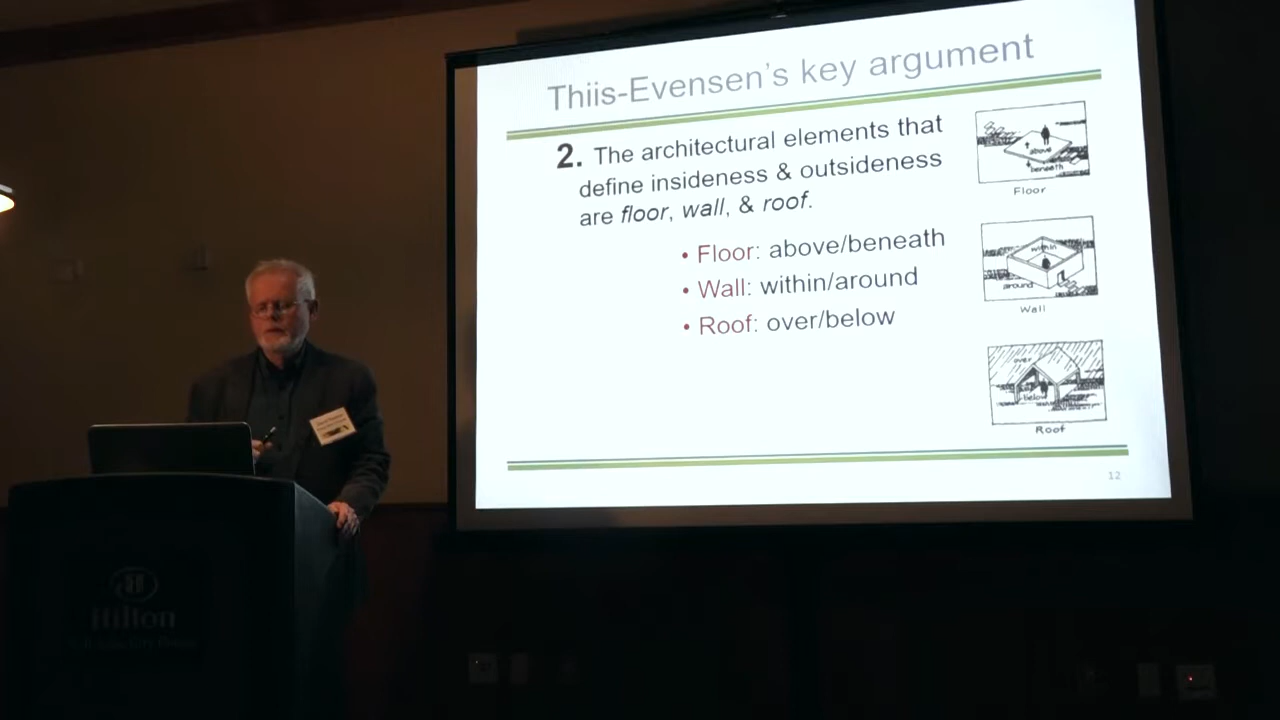 Thiis-Evensen's key argument
2. The architectural elements that
define insideness & outsideness
are floor, wall, & roof.
• Floor: above/beneath
• Wall: within/around
• Roof: over/below
above
beneath
Floor
within
around
Wall
over
below
Roof
12
Hilton